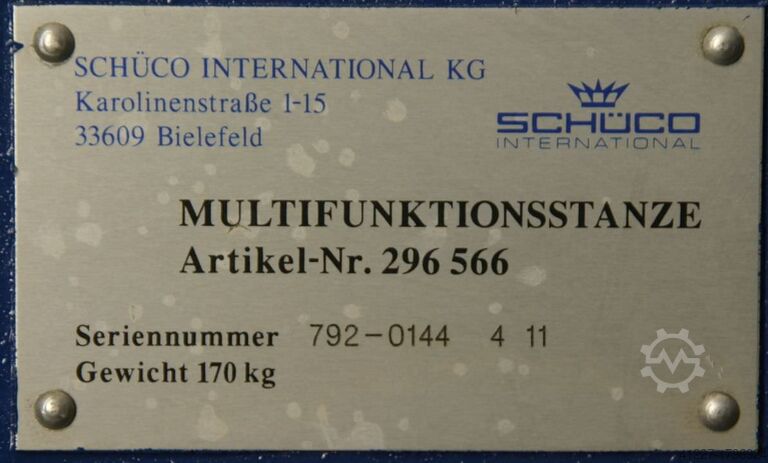 SCHÜCO INTERNATIONAL KG
Karolinenstraße 1-15
33609 Bielefeld
SCHÜCO
INTERNATIONAL
MULTIFUNKTIONSSTANZE
Artikel-Nr. 296 566
Seriennummer 792-0144 4 11
Gewicht 170 kg